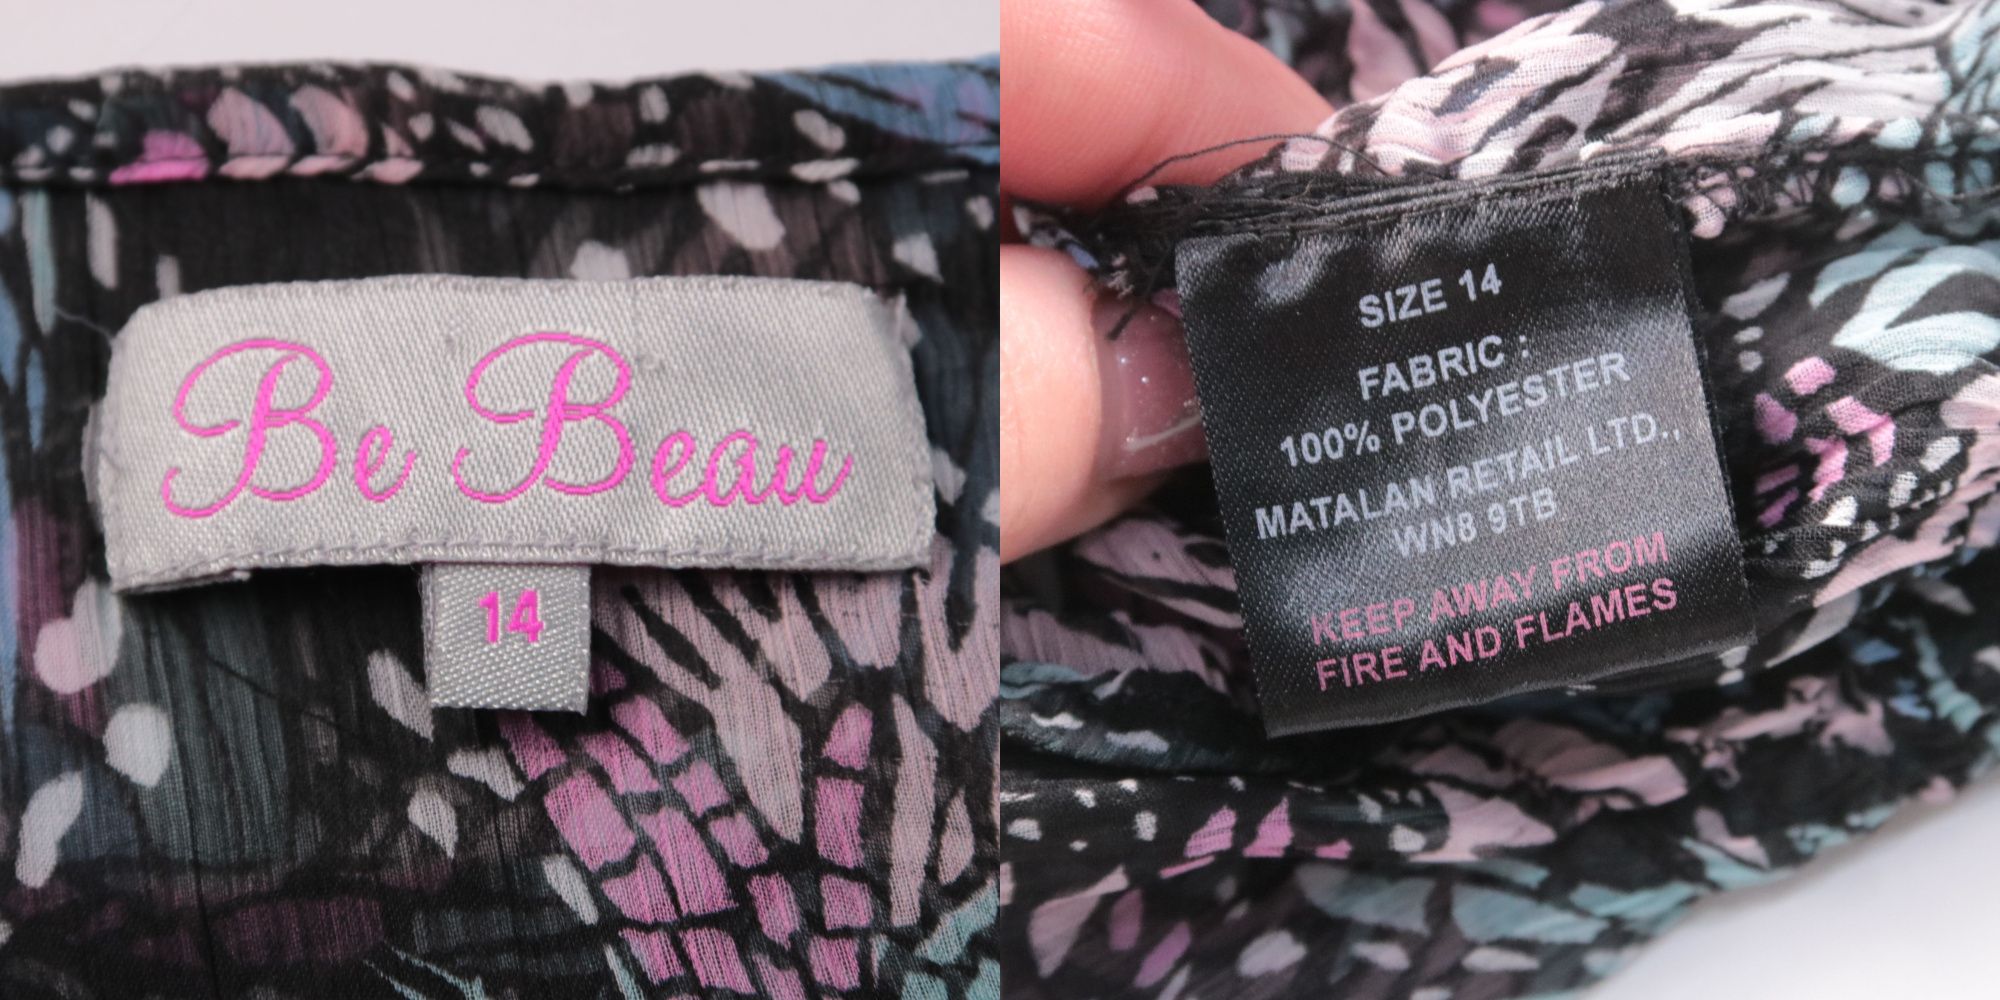 Be Beau
14
SIZE 14
FABRIC :
100% POLYESTER
MATALAN RETAIL LTD.,
WN8 9TB
KEEP AWAY FROM
FIRE AND FLAMES